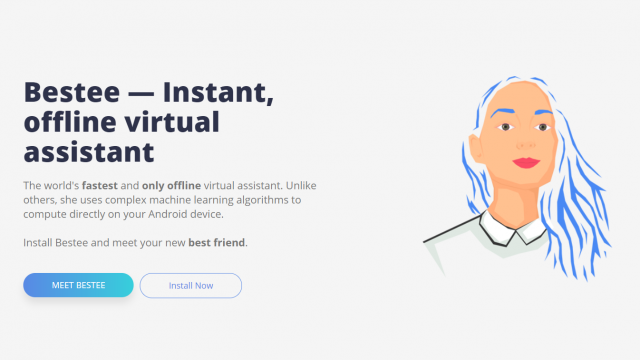 Bestee — Instant,
offline virtual
assistant
The world's fastest and only offline virtual assistant. Unlike
others, she uses complex machine learning algorithms to
compute directly on your Android device.
Install Bestee and meet your new best friend.
MEET BESTEE
Install Now